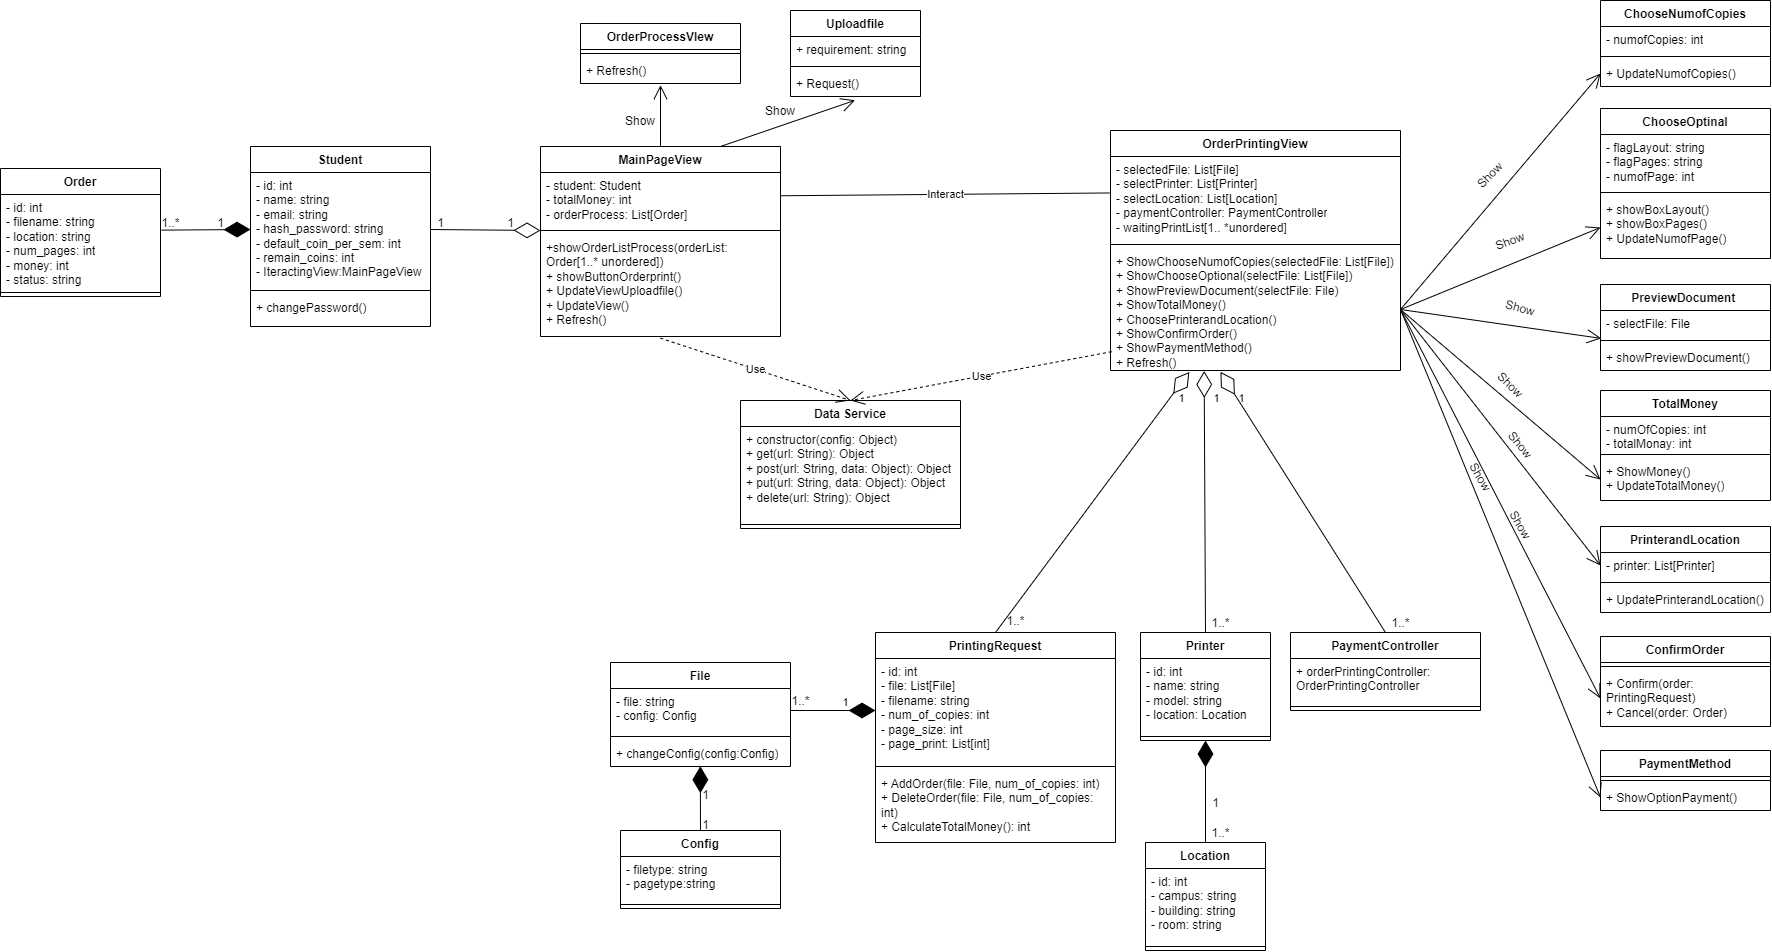 OrderProcessVIew
+ Refresh()
Uploadfile
+ requirement: string
+ Request()
Show
Show
Order
- id: int
- filename: string
- location: string
- num_pages: int
- money: int
- status: string
1..*
1
Student
- id: int
- name: string
- email: string
- hash_password: string
- default_coin_per_sem: int
- remain_coins: int
- IteractingView:MainPageView
+ changePassword()
1
1
MainPageView
- student: Student
- totalMoney: int
- orderProcess: List[Order]
+showOrderListProcess(orderList:
Order[1..* unordered])
+ showButtonOrderprint()
+ UpdateViewUploadfile()
+ UpdateView()
+ Refresh()
Interact
OrderPrintingView
- selectedFile: List[File]
- selectPrinter: List[Printer]
- selectLocation: List[Location]
- paymentController: PaymentController
- waitingPrintList[1.. *unordered]
+ ShowChooseNumofCopies(selectedFile: List[File])
+ ShowChooseOptional(selectFile: List[File])
+ ShowPreviewDocument(selectFile: File)
+ ShowTotalMoney()
+ ChoosePrinterandLocation()
+ ShowConfirmOrder()
+ ShowPaymentMethod()
+ Refresh()
Use
Use
Data Service
+ constructor(config: Object)
+ get(url: String): Object
+ post(url: String, data: Object): Object
+ put(url: String, data: Object): Object
+ delete(url: String): Object
1
1
1
1..*
1..*
1..*
PrintingRequest
- id: int
- file: List[File]
- filename: string
- num_of_copies: int
- page_size: int
- page_print: List[int]
+ AddOrder(file: File, num_of_copies: int)
+ DeleteOrder(file: File, num_of_copies:
int)
+ CalculateTotalMoney(): int
Printer
- id: int
- name: string
- model: string
- location: Location
PaymentController
+ orderPrintingController:
OrderPrintingController
File
- file: string
- config: Config
+ changeConfig(config:Config)
1..*
1
1
1
Config
- filetype: string
- pagetype:string
1
1..*
Location
- id: int
- campus: string
- building: string
- room: string
Show
Show
Show
Show
Show
Show
Show
ChooseNumofCopies
- numofCopies: int
+ UpdateNumofCopies()
ChooseOptinal
- flagLayout: string
- flagPages: string
- numofPage: int
+ showBoxLayout()
+ showBoxPages()
+ UpdateNumofPage()
PreviewDocument
- selectFile: File
+ showPreviewDocument()
TotalMoney
- numOfCopies: int
- totalMonay: int
+ ShowMoney()
+ UpdateTotalMoney()
PrinterandLocation
- printer: List[Printer]
+ UpdatePrinterandLocation()
ConfirmOrder
+ Confirm(order:
PrintingRequest)
+ Cancel(order: Order)
PaymentMethod
+ ShowOptionPayment()